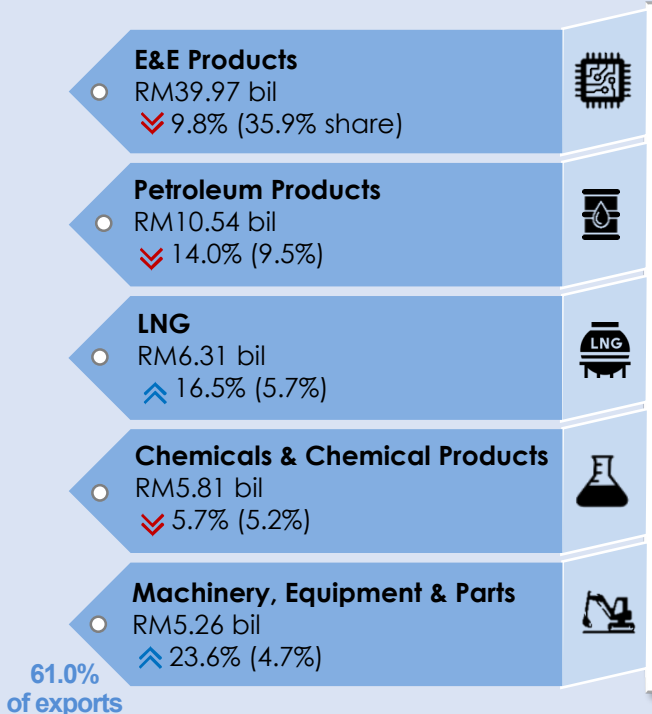 E&E Products
RM39.97 bil
9.8% (35.9% share)
Petroleum Products
RM10.54 bil
14.0% (9.5%)
LNG
RM6.31 bil
16.5% (5.7%)
LNG
Chemicals & Chemical Products
RM5.81 bil
5.7% (5.2%)
Machinery, Equipment & Parts
RM5.26 bil
23.6% (4.7%)
61.0%
of exports